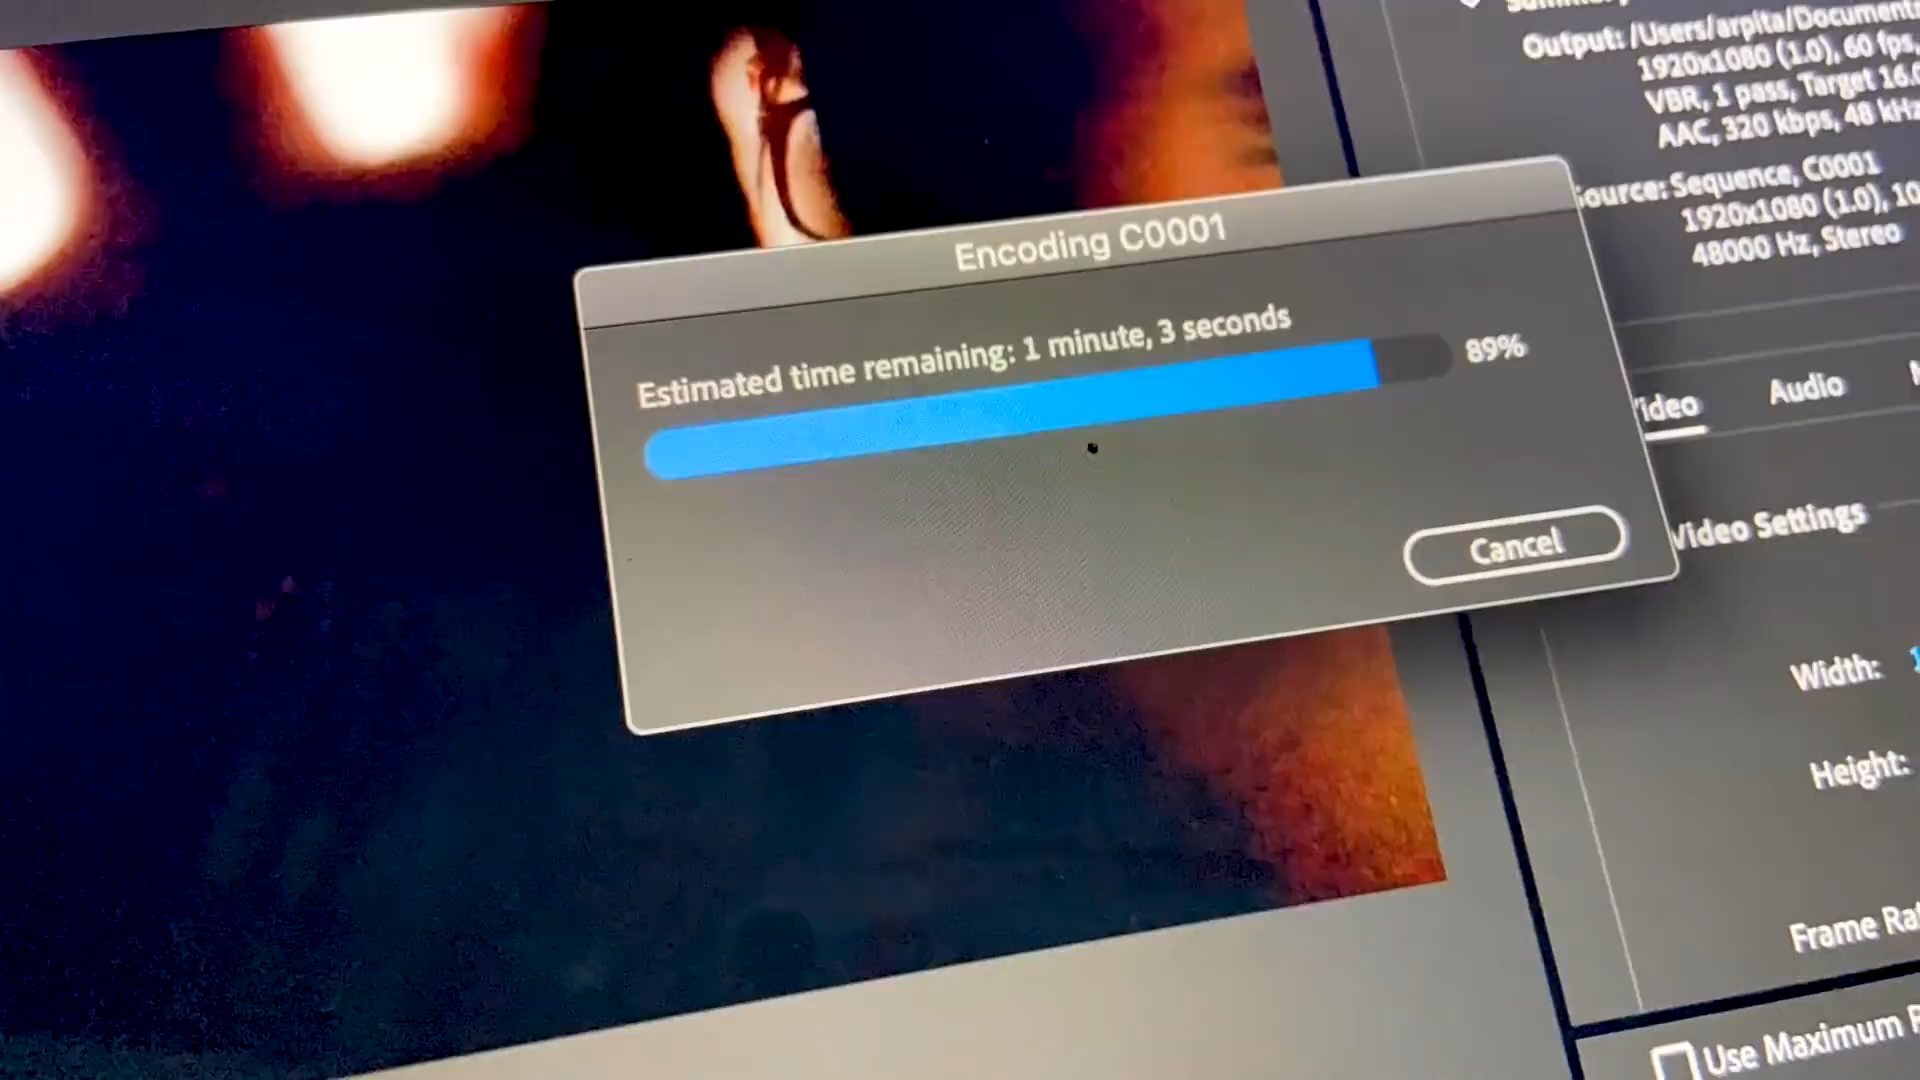 Output: /Users/arpita/Documents
1920x1080 (1.0), 60 fps,
VBR, 1 pass, Target 16.0
AAC, 320 kbps, 48 kHz
Source: Sequence, C0001
1920x1080 (1.0), 10
48000 Hz, Stereo
Encoding C0001
Estimated time remaining: 1 minute, 3 seconds
89%
Cancel
Video Audio
Video Settings
Width:
Height:
Frame Rat
Use Maximum